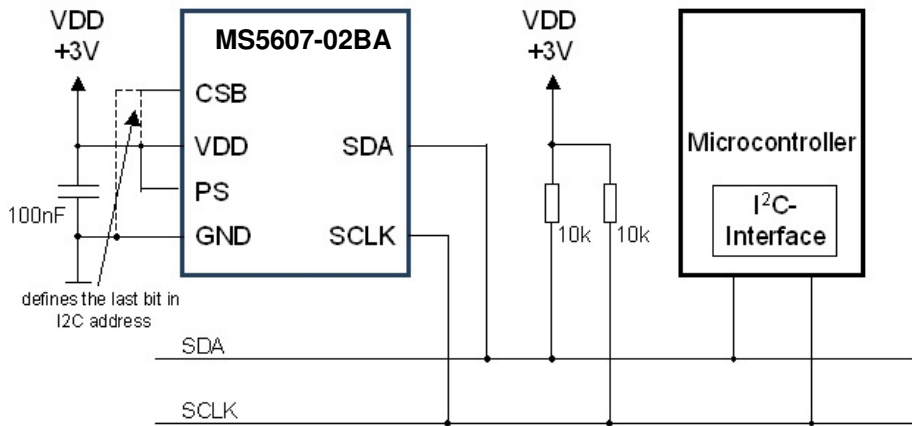 VDD
+3V
MS5607-02BA
CSB
VDD
PS
GND
SDA
SCLK
100nF
defines the last bit in
I2C address
VDD
+3V
10k
10k
Microcontroller
I²C-
Interface
SDA
SCLK